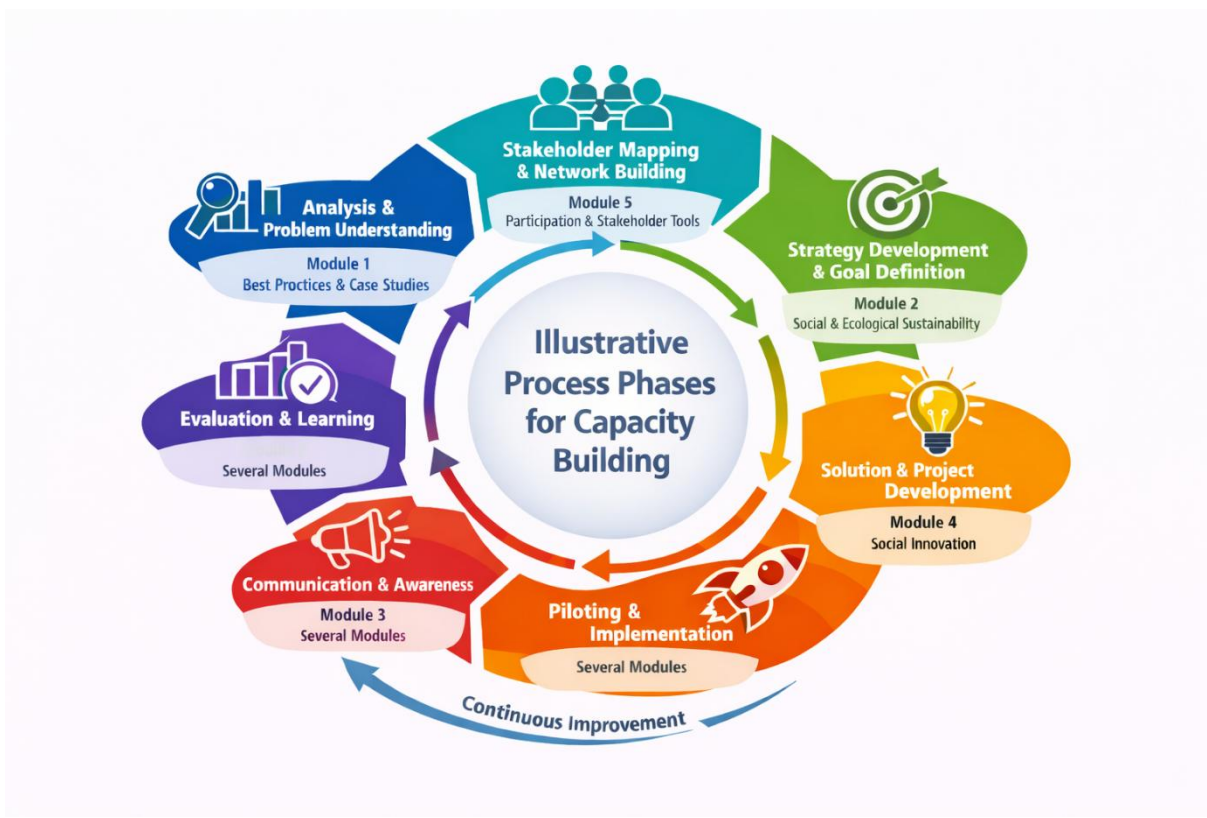 Stakeholder Mapping
& Network Building
Module 5
Participation & Stakeholder Tools
Strategy Development
& Goal Definition
Module 2
Social & Ecological Sustainability
Solution & Project
Development
Module 4
Social Innovation
Piloting &
Implementation
Several Modules
Communication & Awareness
Module 3
Several Modules
Evaluation & Learning
Several Modules
Analysis &
Problem Understanding
Module 1
Best Proctices & Case Studies
Illustrative
Process Phases
for Capacity
Building
Continuous Improvement